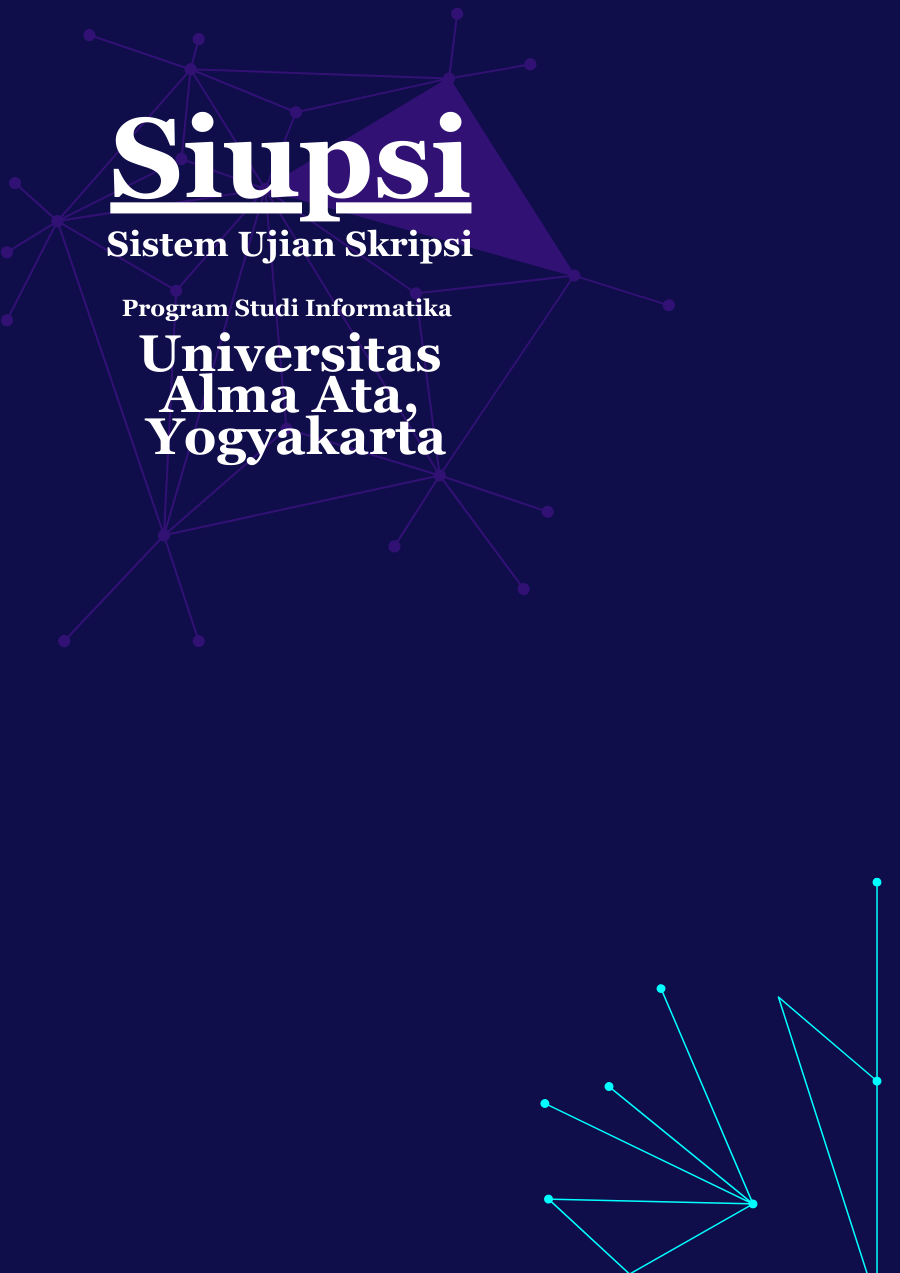 Siupsi
Sistem Ujian Skripsi
Program Studi Informatika
Universitas
Alma Ata,
Yogyakarta